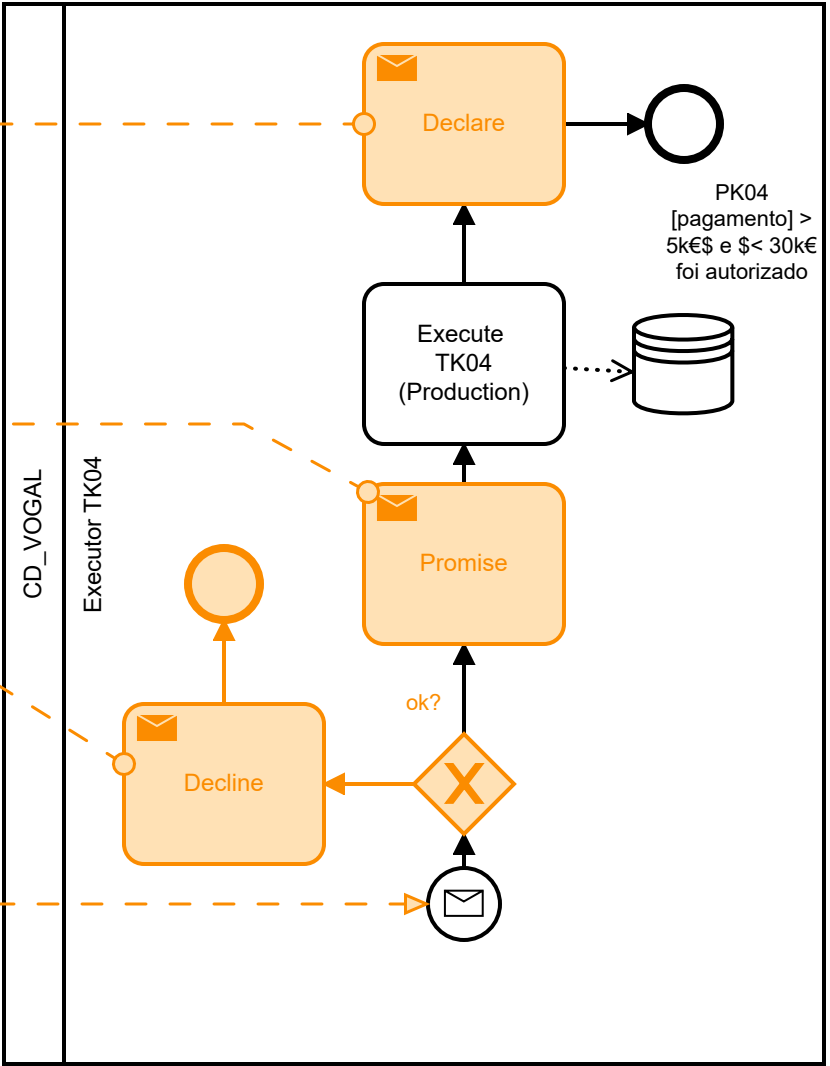 Declare
PK04
[pagamento] >
5k€$ e $< 30k€
foi autorizado
Execute
TK04
(Production)
CD_VOGAL
Executor TK04
Promise
ok?
Decline
X